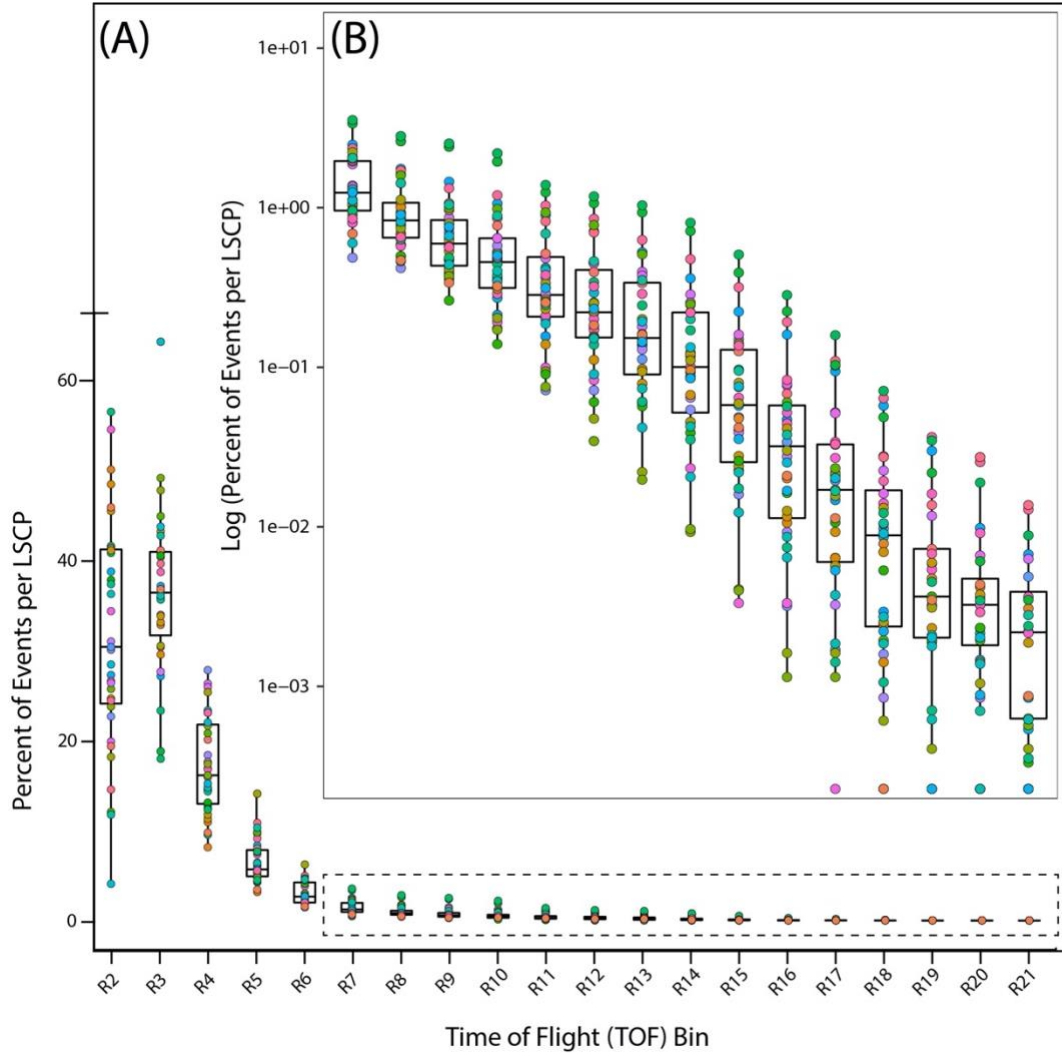 (A)
(B)
1e+01
1e+00
1e-01
1e-02
1e-03
Log (Percent of Events per LSCP)
60
40
20
0
Percent of Events per LSCP
R2 R3 R4 R5 R6 R7 R8 R9 R10 R11 R12 R13 R14 R15 R16 R17 R18 R19 R20 R21
Time of Flight (TOF) Bin